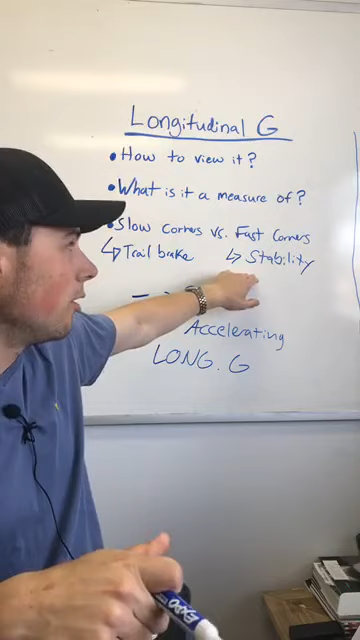 Longitudinal G
• How to view it?
• What is it a measure of?
• Slow corners vs. Fast Corners
↳ Trail brake ↳ Stability
Accelerating
LONG. G
EXPO